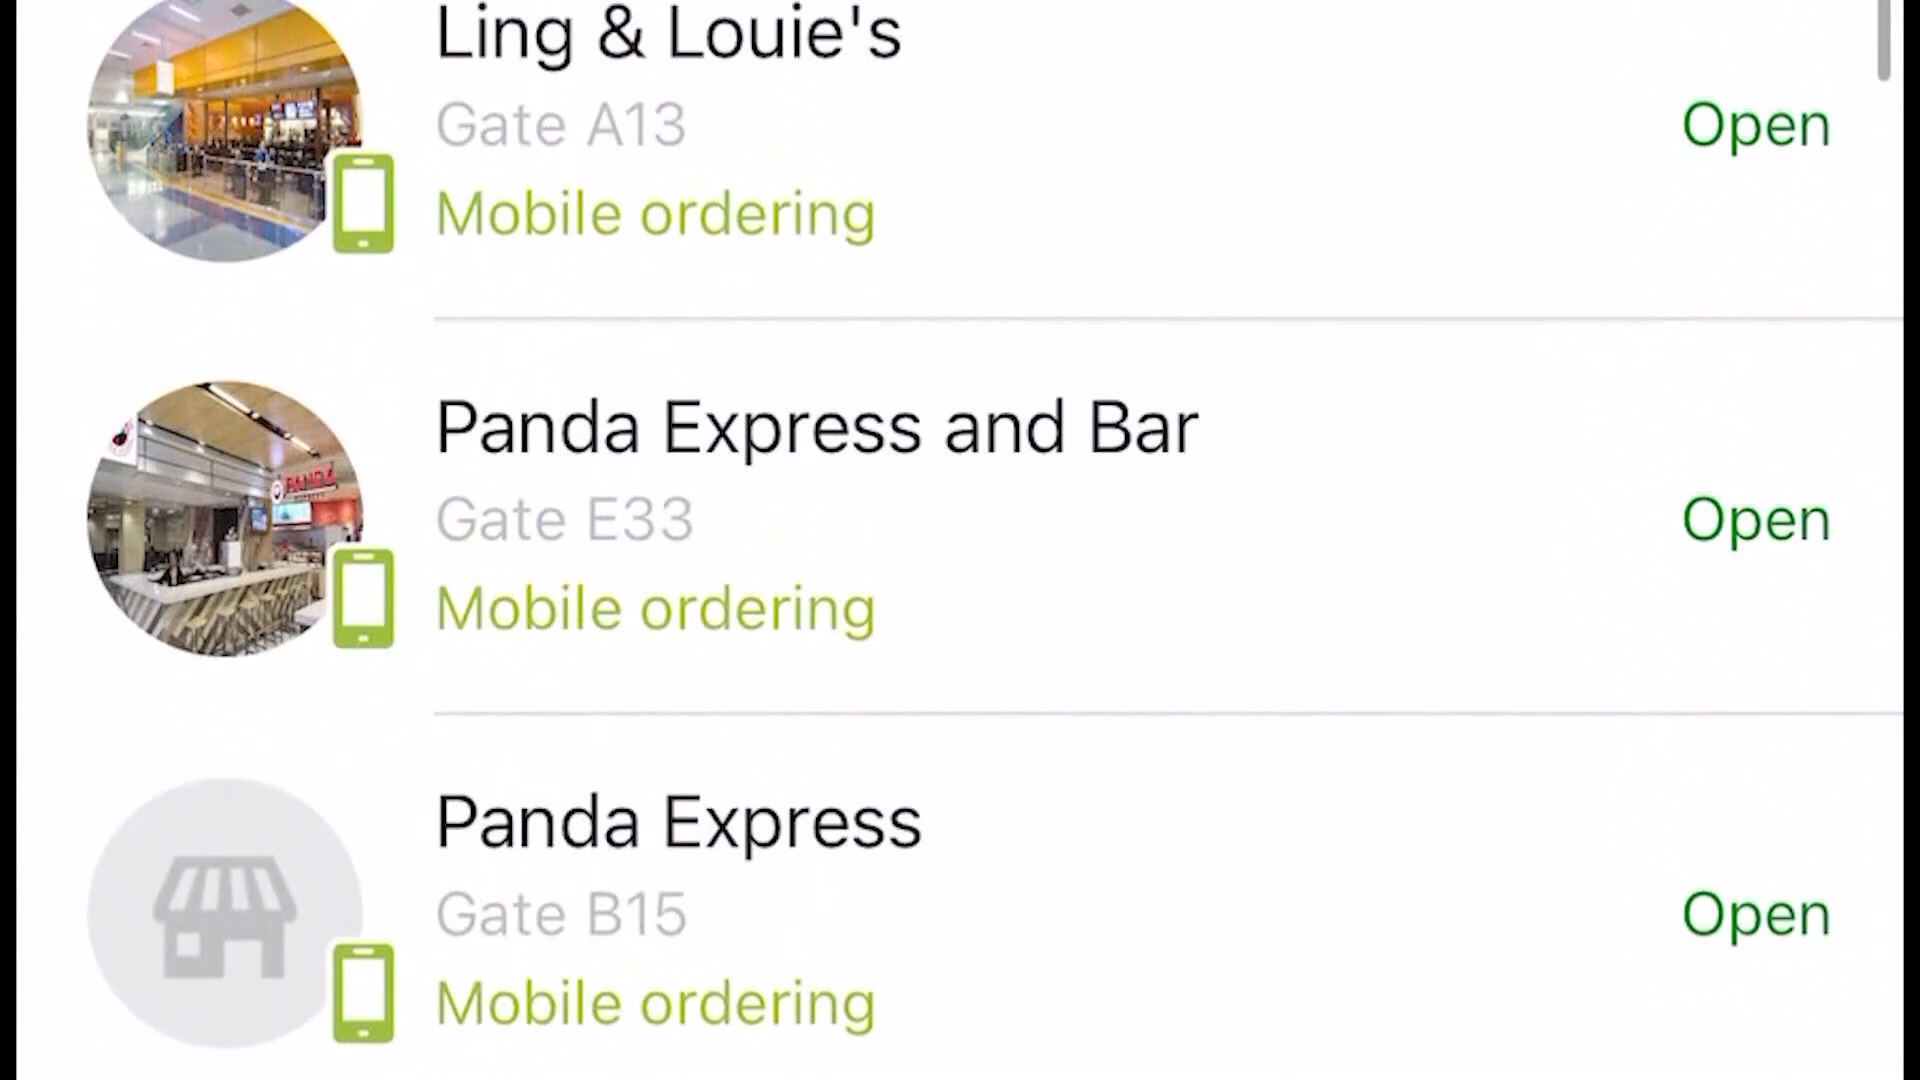 Ling & Louie's
Gate A13
Open
Mobile ordering
Panda Express and Bar
Gate E33
Open
Mobile ordering
PANDA
Panda Express
Gate B15
Open
Mobile ordering